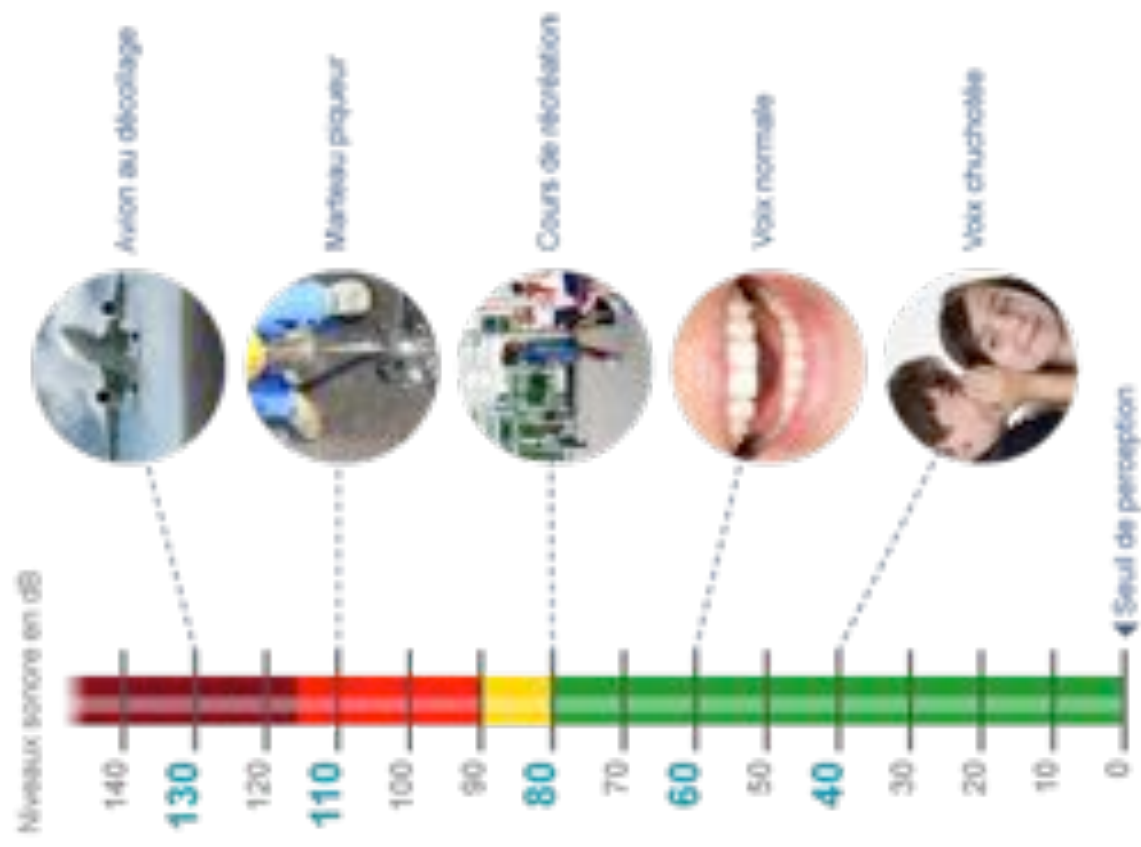 Niveaux sonore en dB
140
130
120
110
100
90
80
70
60
50
40
30
20
10
0
Avion au décollage
Marteau piqueur
Cours de récréation
Voix normale
Voix chuchotée
Seuil de perception